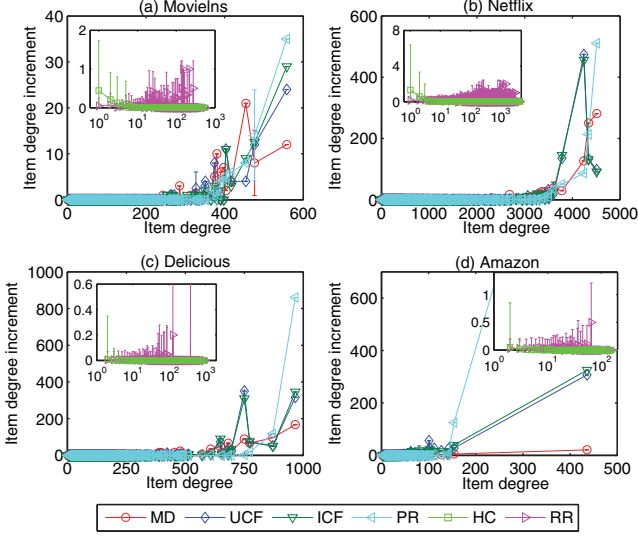 (a) Movielns
(b) Netflix
Item degree increment
40
30
20
10
0
0 200 400 600
Item degree
2
1
0
10^0 10^1 10^2 10^3
Item degree increment
600
400
200
0
0 1000 2000 3000 4000 5000
Item degree
8
4
0
10^0 10^1 10^2 10^3
(c) Delicious
(d) Amazon
Item degree increment
1000
800
600
400
200
0
0 250 500 750 1000
Item degree
0.6
0.4
0.2
0
10^0 10^1 10^2 10^3
Item degree increment
600
400
200
0
0 100 200 300 400 500
Item degree
1
0
10^0 10^1 10^2
MD UCF ICF PR HC RR